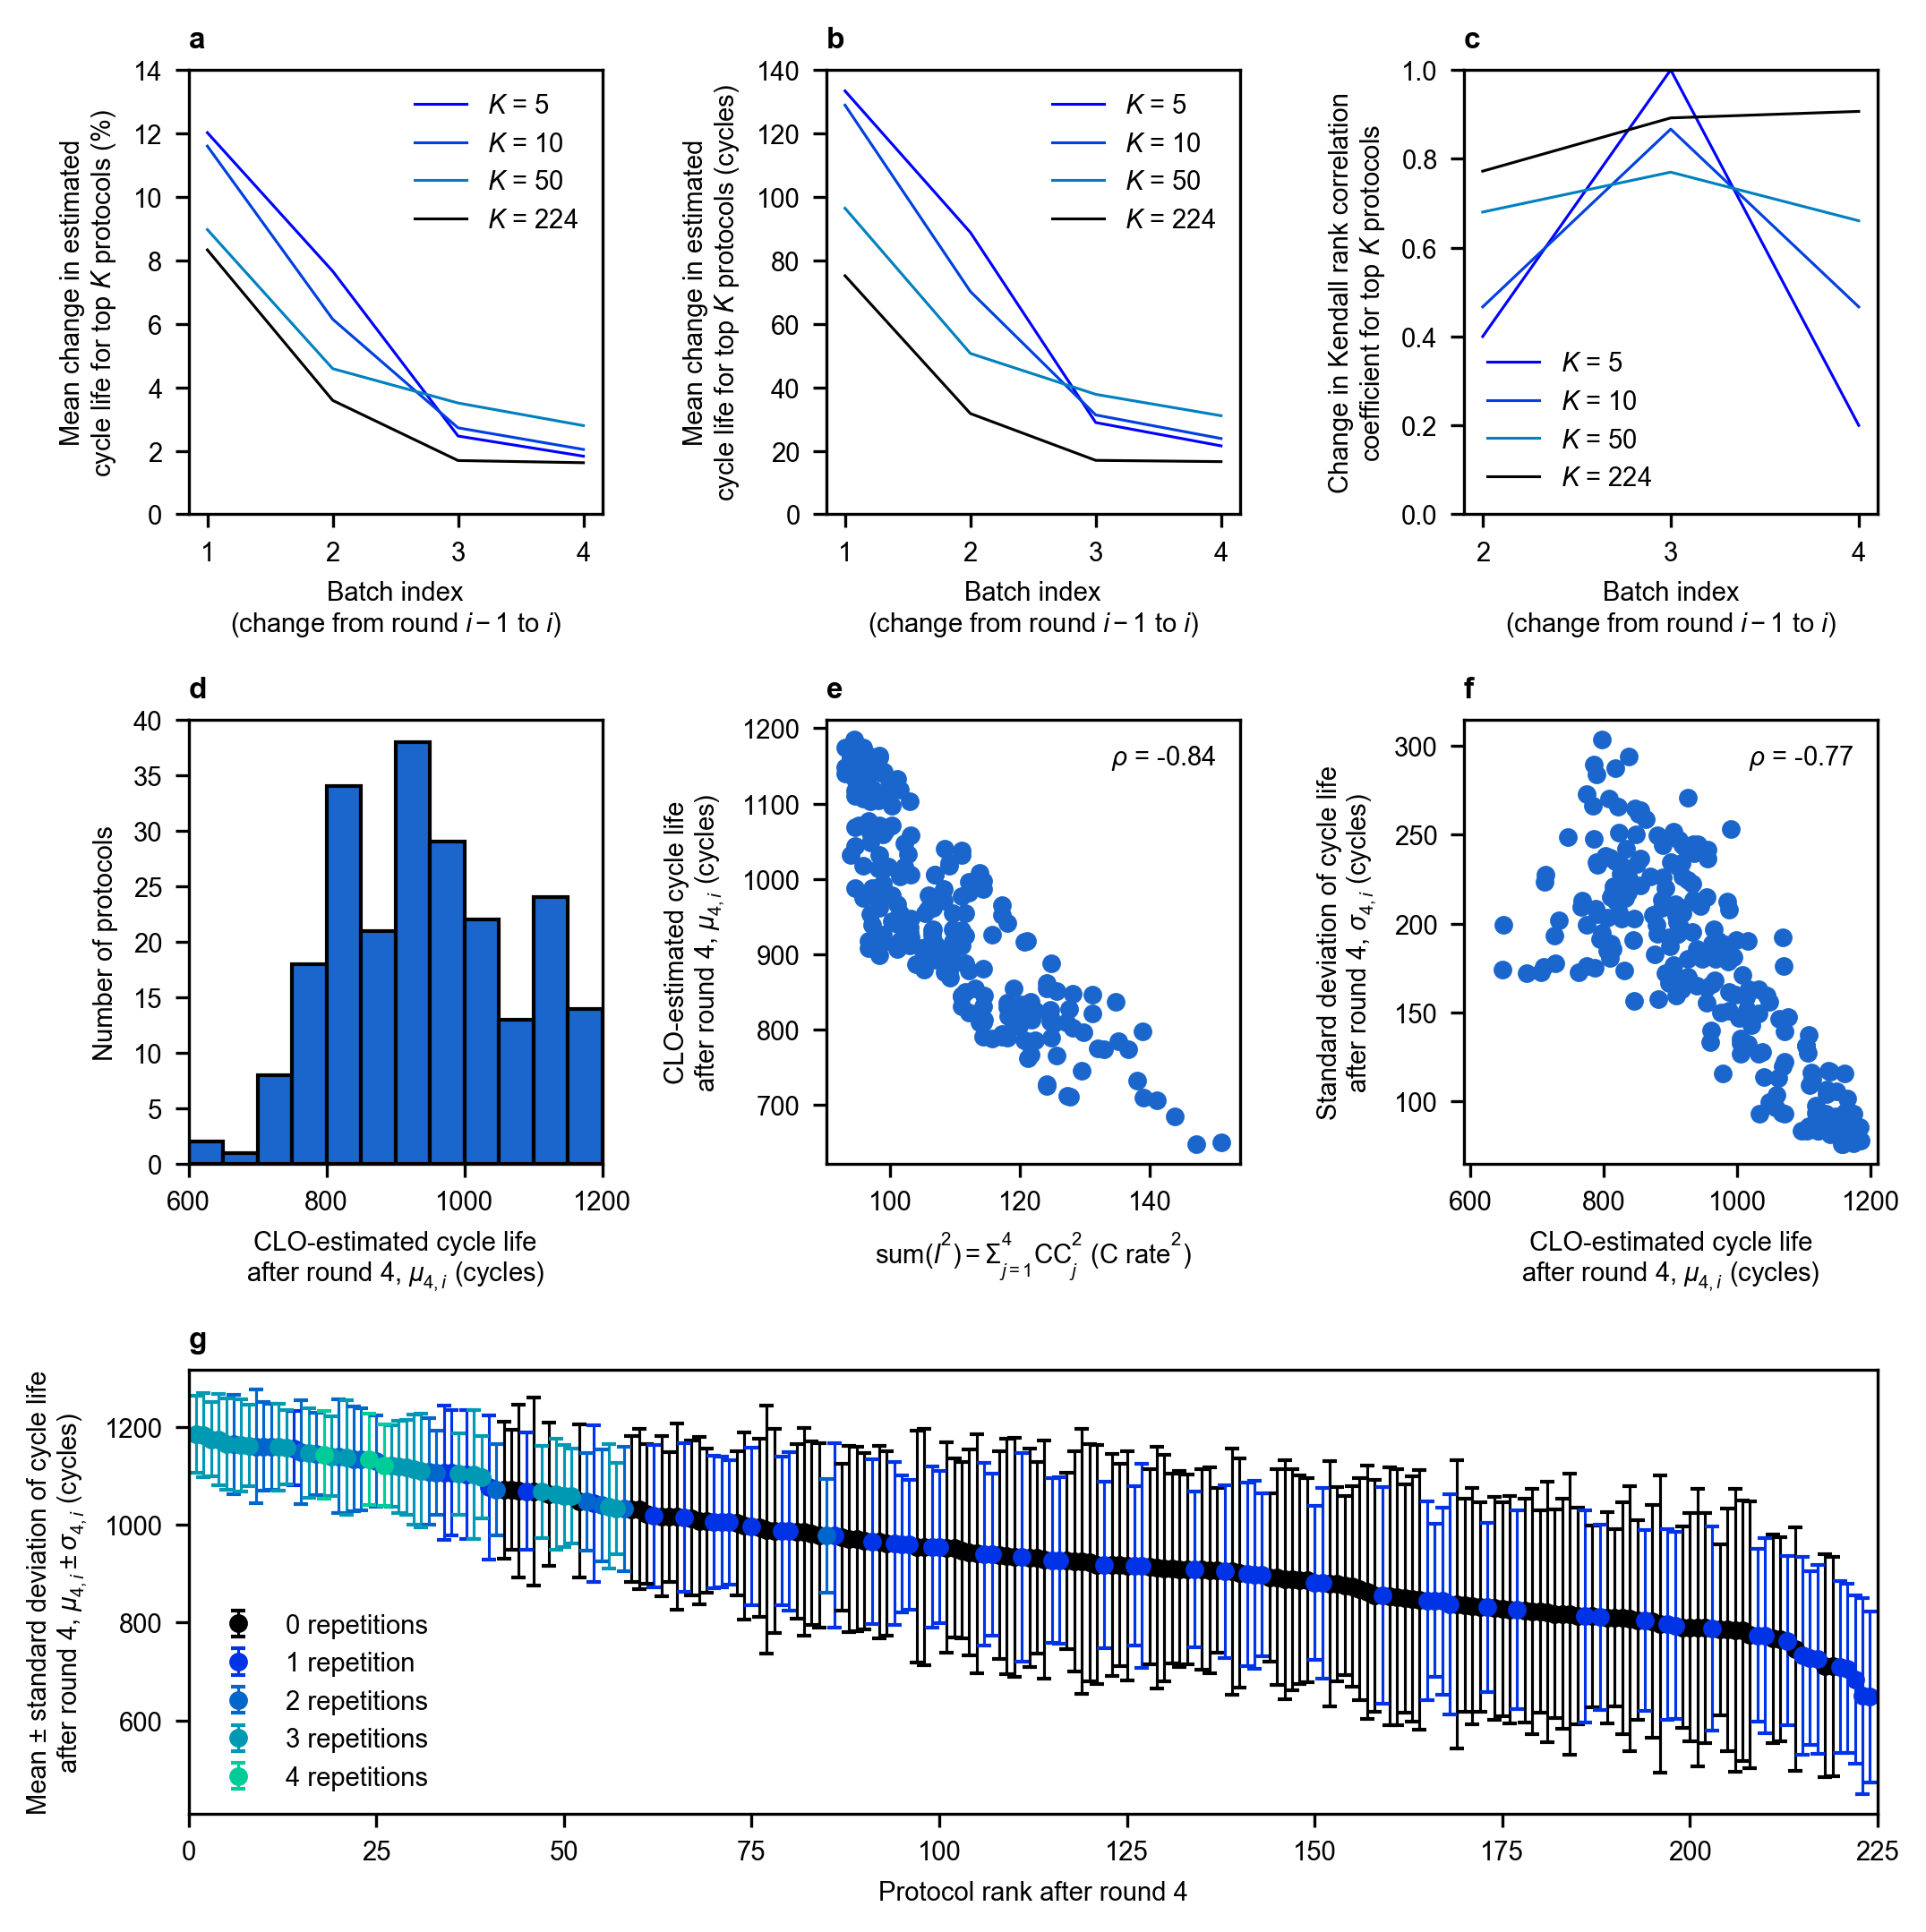 a
14
12
10
8
6
4
2
0
Mean change in estimated
cycle life for top K protocols (%)
K = 5
K = 10
K = 50
K = 224
1 2 3 4
Batch index
(change from round i − 1 to i)
b
140
120
100
80
60
40
20
0
Mean change in estimated
cycle life for top K protocols (cycles)
K = 5
K = 10
K = 50
K = 224
1 2 3 4
Batch index
(change from round i − 1 to i)
c
1.0
0.8
0.6
0.4
0.2
0.0
Change in Kendall rank correlation
coefficient for top K protocols
K = 5
K = 10
K = 50
K = 224
2 3 4
Batch index
(change from round i − 1 to i)
d
40
35
30
25
20
15
10
5
0
Number of protocols
600 800 1000 1200
CLO-estimated cycle life
after round 4, μ4, i (cycles)
e
1200
1100
1000
900
800
700
CLO-estimated cycle life
after round 4, μ4, i (cycles)
ρ = -0.84
100 120 140
sum(I²) = Σ⁴j = 1 CC²j (C rate²)
f
300
250
200
150
100
Standard deviation of cycle life
after round 4, σ4, i (cycles)
ρ = -0.77
600 800 1000 1200
CLO-estimated cycle life
after round 4, μ4, i (cycles)
g
1200
1000
800
600
Mean ± standard deviation of cycle life
after round 4, μ4, i ± σ4, i (cycles)
0 repetitions
1 repetition
2 repetitions
3 repetitions
4 repetitions
0 25 50 75 100 125 150 175 200 225
Protocol rank after round 4